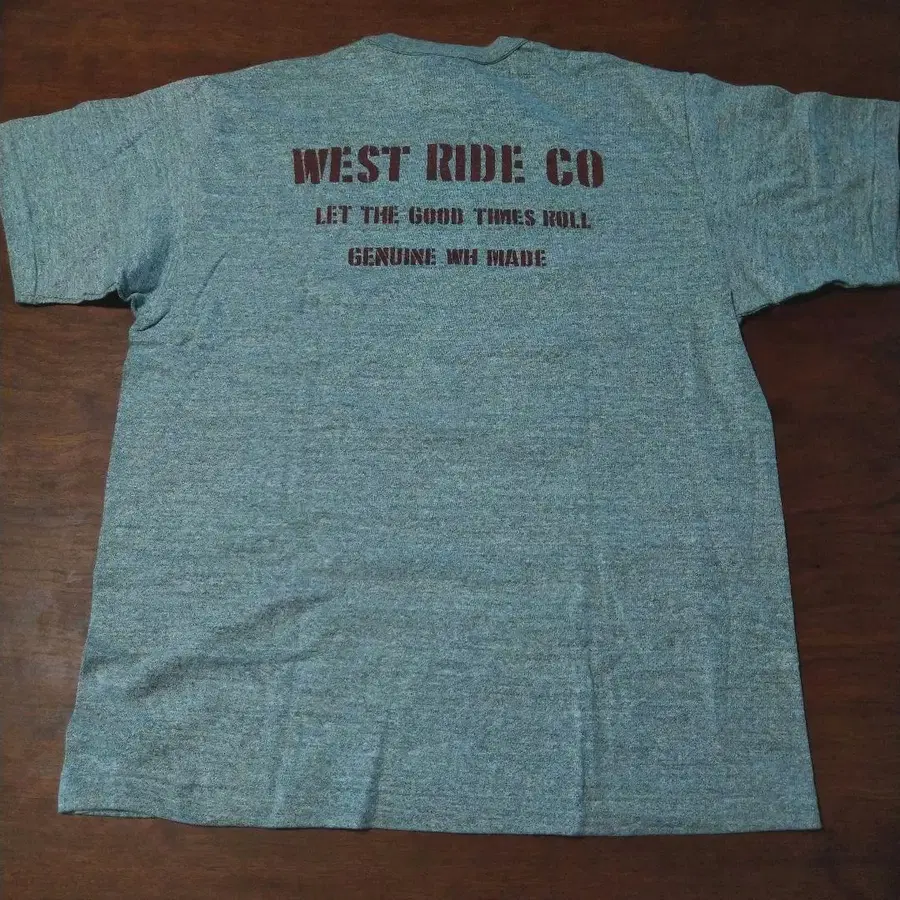 WEST RIDE CO
LET THE GOOD TIMES ROLL
GENUINE WH MADE